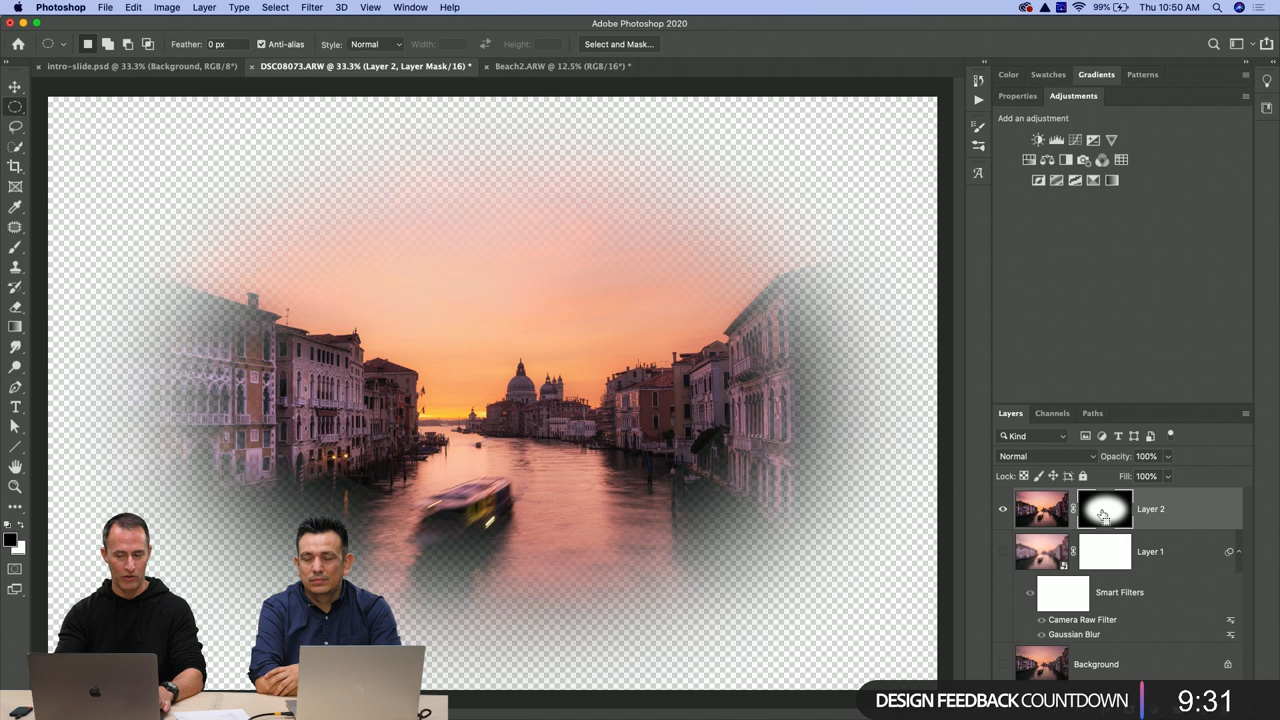 Photoshop File Edit Image Layer Type Select Filter 3D View Window Help 99% Thu 10:50 AM
Adobe Photoshop 2020
Feather: 0 px Anti-alias Style: Normal Width: Height: Select and Mask...
intro-slide.psd @ 33.3% (Background, RGB/8*) DSC08073.ARW @ 33.3% (Layer 2, Layer Mask/16) * Beach2.ARW @ 12.5% (RGB/16*) *
Color Swatches Gradients Patterns
Properties Adjustments
Add an adjustment
Layers Channels Paths
Kind
Normal Opacity: 100%
Lock: Fill: 100%
Layer 2
Layer 1
Smart Filters
Camera Raw Filter
Gaussian Blur
Background
DESIGN FEEDBACK COUNTDOWN 9:31